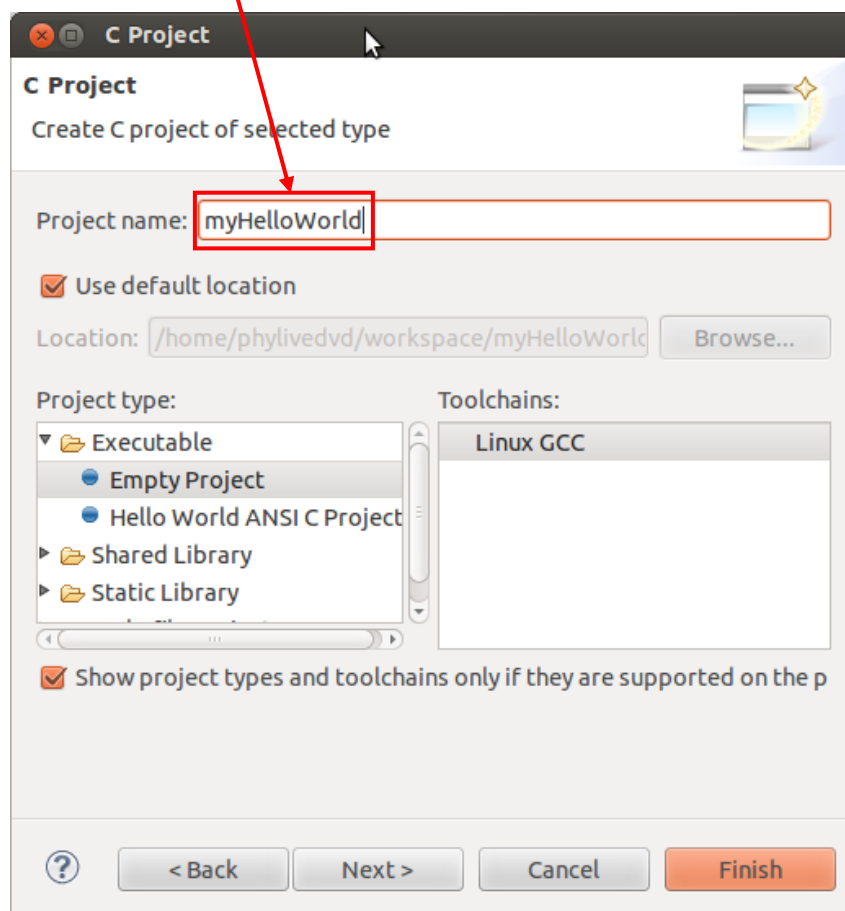 C Project
C Project
Create C project of selected type
Project name: myHelloWorld
Use default location
Location: /home/phylivedvd/workspace/myHelloWorlc Browse...
Project type: Toolchains:
Executable Linux GCC
Empty Project
Hello World ANSI C Project
Shared Library
Static Library
Show project types and toolchains only if they are supported on the p
? < Back Next > Cancel Finish